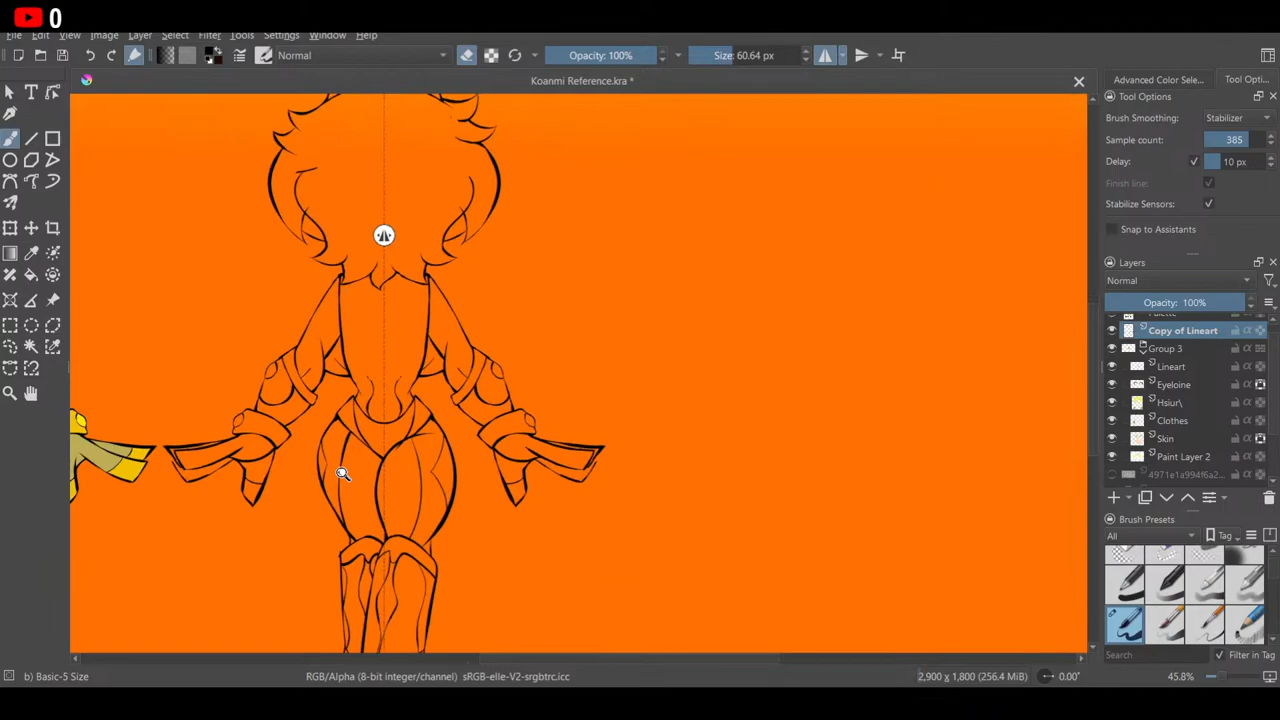 0
File Edit View Image Layer Select Filter Tools Settings Window Help
Normal
Opacity: 100%
Size: 60.64 px
Koanmi Reference.kra *
Advanced Color Sele...
Tool Opti...
Tool Options
Brush Smoothing: Stabilizer
Sample count: 385
Delay: 10 px
Finish line:
Stabilize Sensors:
Snap to Assistants
Layers
Normal
Opacity: 100%
Palette
Copy of Lineart
Group 3
Lineart
Eyeloine
Hsiur\
Clothes
Skin
Paint Layer 2
4971e1a994f6a2...
Brush Presets
All
Tag
Search
Filter in Tag
b) Basic-5 Size
RGB/Alpha (8-bit integer/channel) sRGB-elle-V2-srgbtrc.icc
2,900 x 1,800 (256.4 MiB)
0.00°
45.8%